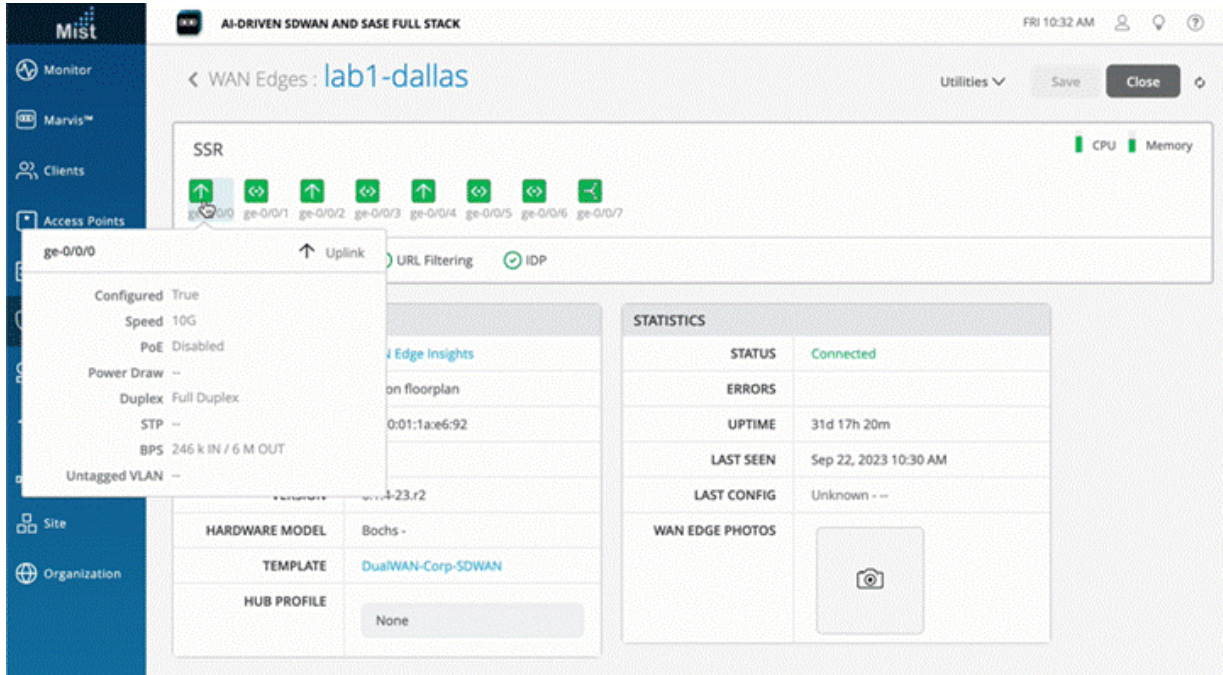 Mist
AI-DRIVEN SDWAN AND SASE FULL STACK
FRI 10:32 AM
Monitor
Marvis™
Clients
Access Points
Site
Organization
WAN Edges : lab1-dallas
Utilities
Save
Close
SSR
CPU
Memory
ge-0/0/1 ge-0/0/2 ge-0/0/3 ge-0/0/4 ge-0/0/5 ge-0/0/6 ge-0/0/7
URL Filtering
IDP
ge-0/0/0
Uplink
Configured True
Speed 10G
PoE Disabled
Power Draw --
Duplex Full Duplex
STP --
BPS 246 k IN / 6 M OUT
Untagged VLAN --
Edge Insights
on floorplan
0:01:1a:e6:92
4-23.r2
HARDWARE MODEL Bochs -
TEMPLATE DualWAN-Corp-SDWAN
HUB PROFILE None
STATISTICS
STATUS Connected
ERRORS
UPTIME 31d 17h 20m
LAST SEEN Sep 22, 2023 10:30 AM
LAST CONFIG Unknown - --
WAN EDGE PHOTOS